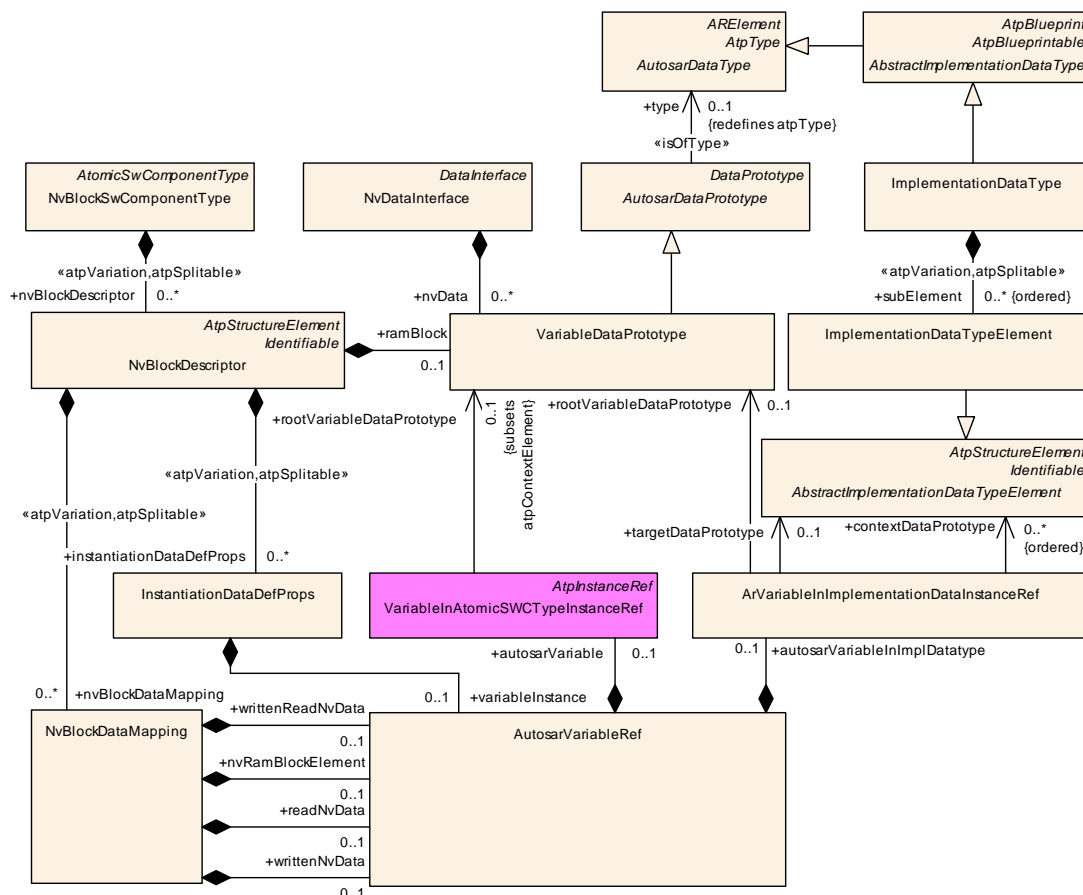 ARElement
AtpType
AutosarDataType
AtpBlueprint
AtpBlueprintable
AbstractImplementationDataType
+type
0..1
{redefines atpType}
«isOfType»
AtomicSwComponentType
NvBlockSwComponentType
DataInterface
NvDataInterface
DataPrototype
AutosarDataPrototype
ImplementationDataType
«atpVariation,atpSplitable»
+nvBlockDescriptor
0..*
+nvData
0..*
«atpVariation,atpSplitable»
+subElement
0..* {ordered}
AtpStructureElement
Identifiable
NvBlockDescriptor
+ramBlock
0..1
VariableDataPrototype
ImplementationDataTypeElement
+rootVariableDataPrototype
0..1
{subsets
atpContextElement}
+rootVariableDataPrototype
0..1
AtpStructureElement
Identifiable
AbstractImplementationDataTypeElement
«atpVariation,atpSplitable»
«atpVariation,atpSplitable»
+instantiationDataDefProps
0..*
+targetDataPrototype
0..1
+contextDataPrototype
0..*
{ordered}
InstantiationDataDefProps
AtpInstanceRef
VariableInAtomicSWCTypeInstanceRef
ArVariableInImplementationDataInstanceRef
+autosarVariable
0..1
0..1
+autosarVariableInImplDatatype
0..*
+nvBlockDataMapping
0..1
+variableInstance
NvBlockDataMapping
+writtenReadNvData
0..1
AutosarVariableRef
+nvRamBlockElement
0..1
+readNvData
0..1
+writtenNvData
0..1